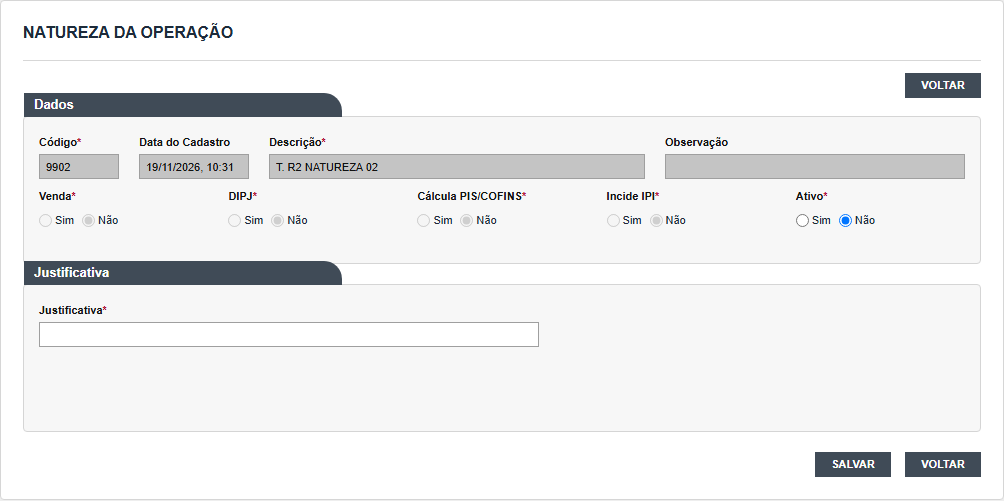 NATUREZA DA OPERAÇÃO
VOLTAR
Dados
Código* Data do Cadastro Descrição* Observação
9902 19/11/2026, 10:31 T. R2 NATUREZA 02
Venda* DIPJ* Cálcula PIS/COFINS* Incide IPI* Ativo*
Sim Não Sim Não Sim Não Sim Não Sim Não
Justificativa
Justificativa*
SALVAR VOLTAR